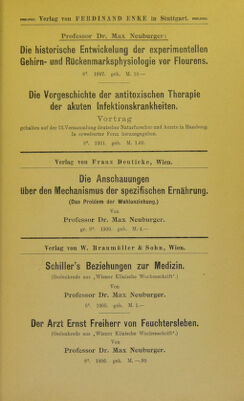 Verlag von FERDINAND ENKE in Stuttgart.
Professor Dr. Max Neuburger:
Die historische Entwickelung der experimentellen
Gehirn- und Rückenmarksphysiologie vor Flourens.
8°. 1897. geh. M. 10.—
Die Vorgeschichte der antitoxischen Therapie
der akuten Infektionskrankheiten.
Vortrag
gehalten auf der 73. Versammlung deutscher Naturforscher und Aerzte in Hamburg.
In erweiterter Form herausgegeben.
8°. 1901. geh. M. 1.60.
Verlag von Franz Deuticke, Wien.
Die Anschauungen
über den Mechanismus der spezifischen Ernährung.
(Das Problem der Wahlanziehung.)
Von
Professor Dr. Max Neuburger.
gr. 8°. 1900. M. 4.—
Verlag von W. Braumüller & Sohn, Wien.
Schiller's Beziehungen zur Medizin.
(Gedenkrede aus „Wiener Klinische Wochenschrift“.)
Von
Professor Dr. Max Neuburger.
8°. 1905. M. 1.—
Der Arzt Ernst Freiherr von Feuchtersleben.
(Gedenkrede aus „Wiener Klinische Wochenschrift“.)
Von
Professor Dr. Max Neuburger.
8°. 1906. M. —.80